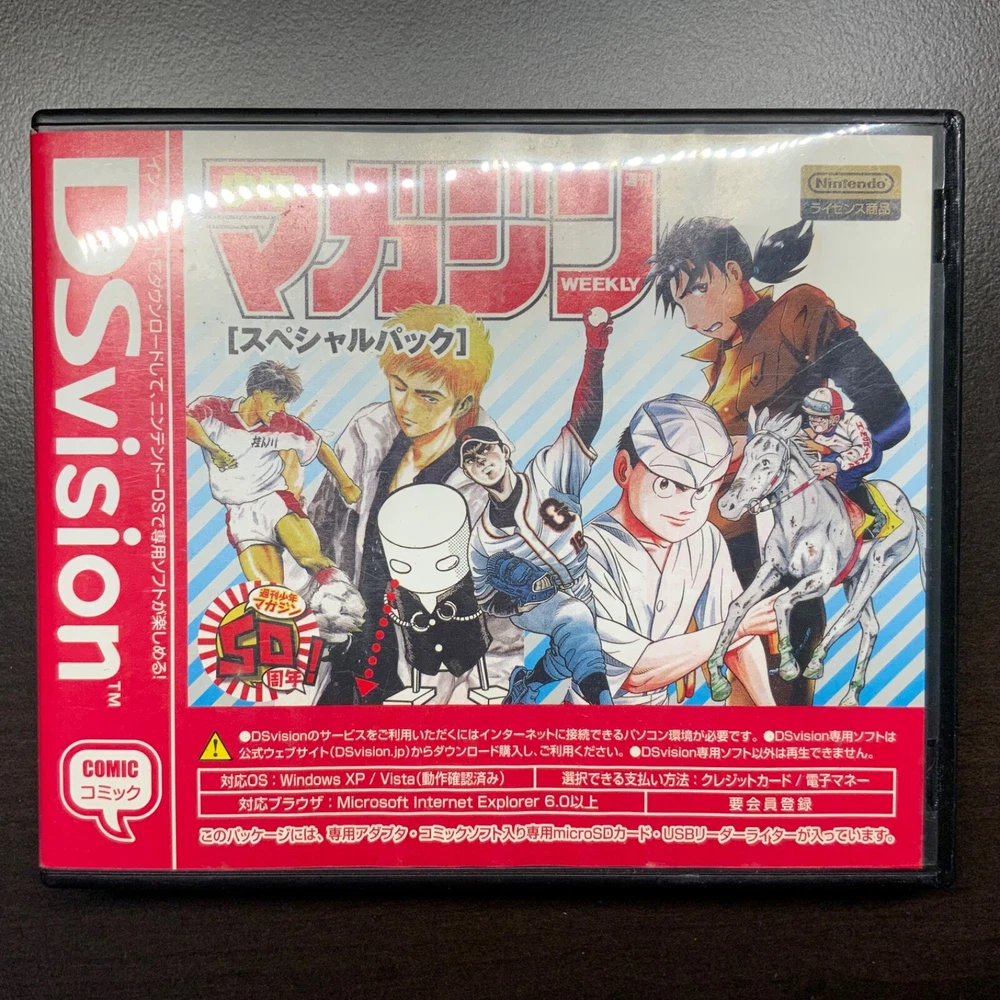 DSvision™
COMIC
コミック
マガジン
WEEKLY
[スペシャルパック]
Nintendo
ライセンス商品
桂ん川
G
18
週刊少年
マガジン
50!
周年
●DSvisionのサービスをご利用いただくにはインターネットに接続できるパソコン環境が必要です。●DSvision専用ソフトは
公式ウェブサイト(DSvision.jp)からダウンロード購入し、ご利用ください。●DSvision専用ソフト以外は再生できません。
対応OS:Windows XP / Vista(動作確認済み)
選択できる支払い方法:クレジットカード / 電子マネー
対応ブラウザ:Microsoft Internet Explorer 6.0以上
要会員登録
このパッケージには、専用アダプタ・コミックソフト入り専用microSDカード・USBリーダーライターが入っています。